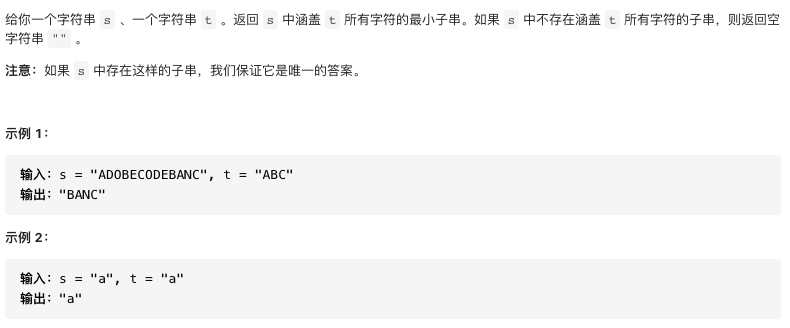 给你一个字符串 s 、一个字符串 t 。返回 s 中涵盖 t 所有字符的最小子串。如果 s 中不存在涵盖 t 所有字符的子串，则返回空
字符串 "" 。
注意：如果 s 中存在这样的子串，我们保证它是唯一的答案。
示例 1：
输入：s = "ADOBECODEBANC", t = "ABC"
输出："BANC"
示例 2：
输入：s = "a", t = "a"
输出："a"